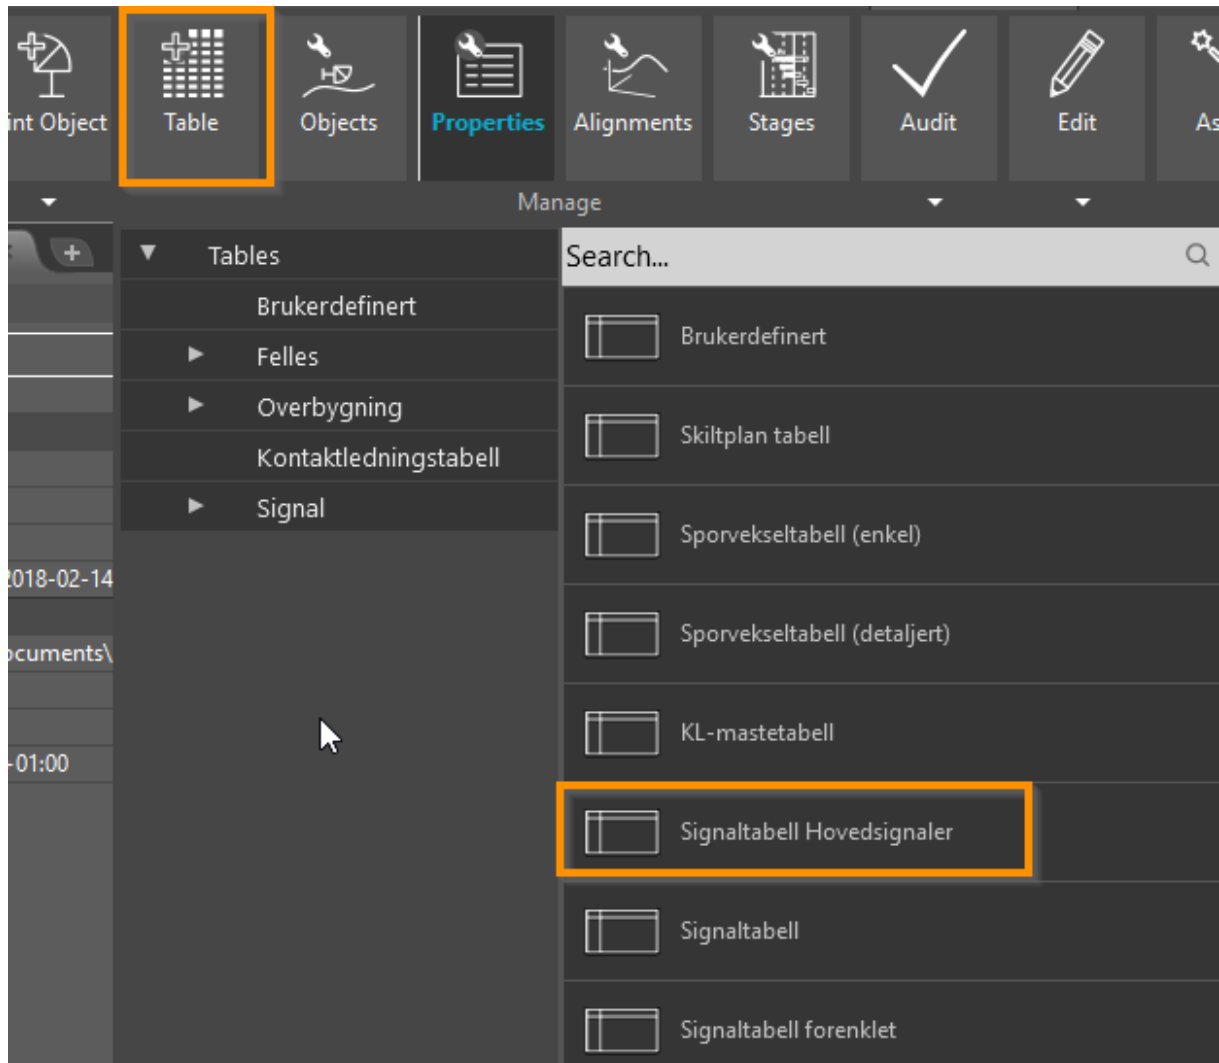 int Object
Table
Objects
Properties
Alignments
Stages
Audit
Edit
As
Manage
Tables
Search...
Brukerdefinert
Felles
Overbygning
Kontaktledningstabell
Signal
Brukerdefinert
Skiltplan tabell
Sporvekseltabell (enkel)
Sporvekseltabell (detaljert)
KL-mastetabell
Signaltabell Hovedsignaler
Signaltabell
Signaltabell forenklet
2018-02-14
ocuments\
-01:00